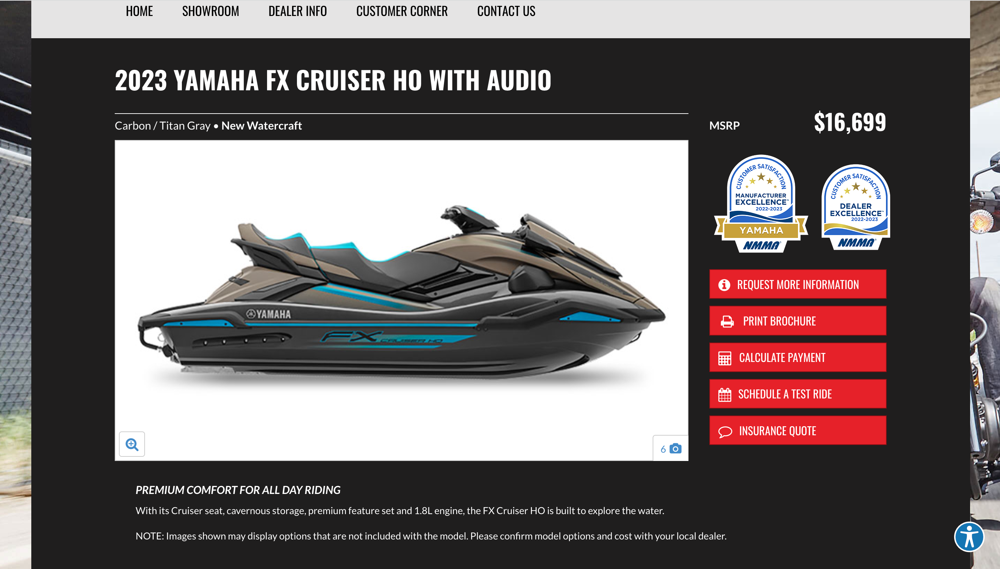 HOME SHOWROOM DEALER INFO CUSTOMER CORNER CONTACT US
2023 YAMAHA FX CRUISER HO WITH AUDIO
Carbon / Titan Gray • New Watercraft
MSRP $16,699
YAMAHA
FX CRUISER HO
CUSTOMER SATISFACTION
MANUFACTURER
EXCELLENCE™
2022-2023
YAMAHA
NMMA®
CUSTOMER SATISFACTION
DEALER
EXCELLENCE™
2022-2023
NMMA®
REQUEST MORE INFORMATION
PRINT BROCHURE
CALCULATE PAYMENT
SCHEDULE A TEST RIDE
INSURANCE QUOTE
6
PREMIUM COMFORT FOR ALL DAY RIDING
With its Cruiser seat, cavernous storage, premium feature set and 1.8L engine, the FX Cruiser HO is built to explore the water.
NOTE: Images shown may display options that are not included with the model. Please confirm model options and cost with your local dealer.